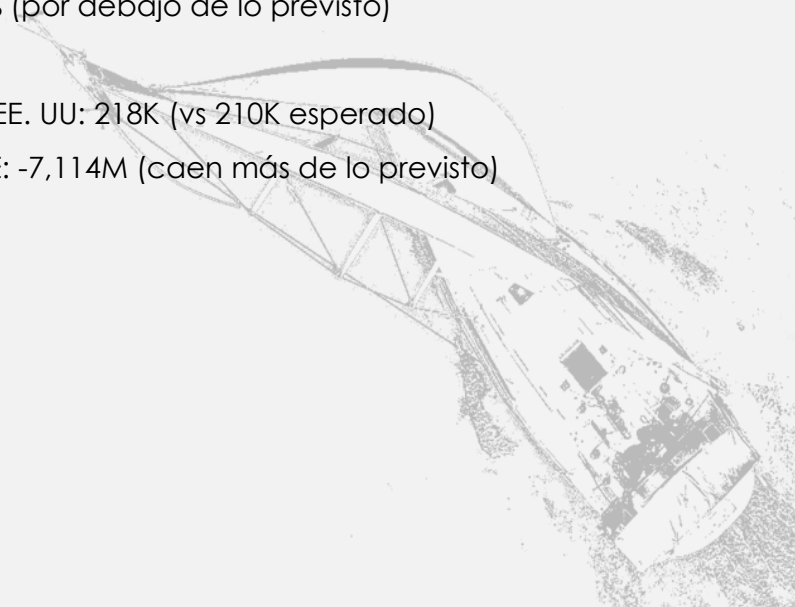 (por debajo de lo previsto)
EE. UU: 218K (vs 210K esperado)
: -7,114M (caen más de lo previsto)